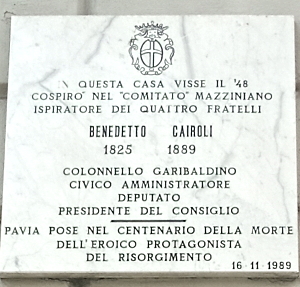 IN QUESTA CASA VISSE IL '48
COSPIRO' NEL "COMITATO" MAZZINIANO
ISPIRATORE DEI QUATTRO FRATELLI
BENEDETTO CAIROLI
1825 1889
COLONNELLO GARIBALDINO
CIVICO AMMINISTRATORE
DEPUTATO
PRESIDENTE DEL CONSIGLIO
PAVIA POSE NEL CENTENARIO DELLA MORTE
DELL'EROICO PROTAGONISTA
DEL RISORGIMENTO
16-11-1989